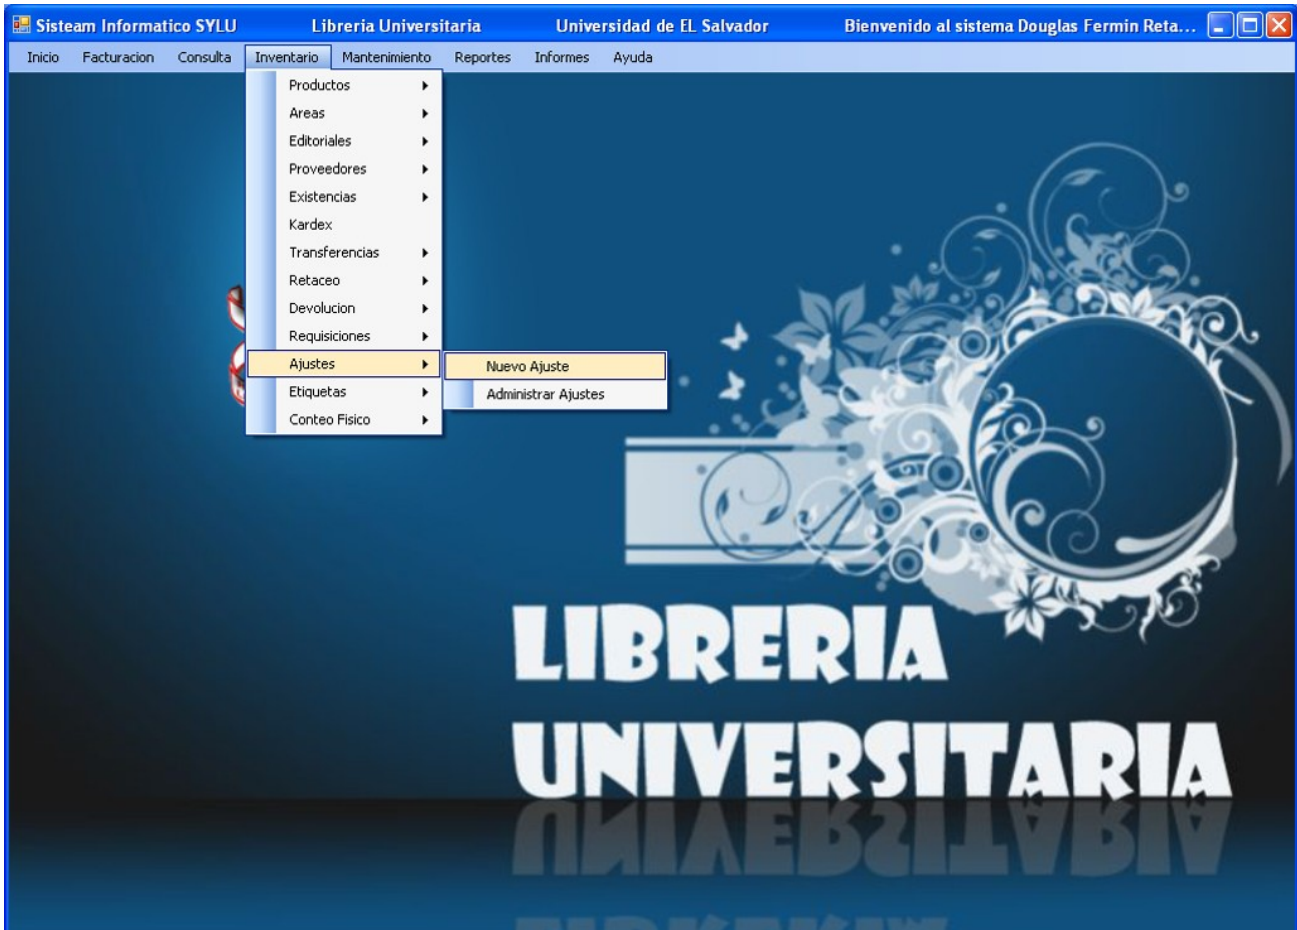 Sisteam Informatico SYLU Libreria Universitaria Universidad de EL Salvador Bienvenido al sistema Douglas Fermin Reta...
Inicio Facturacion Consulta Inventario Mantenimiento Reportes Informes Ayuda
Productos
Areas
Editoriales
Proveedores
Existencias
Kardex
Transferencias
Retaceo
Devolucion
Requisiciones
Ajustes
Nuevo Ajuste
Etiquetas
Administrar Ajustes
Conteo Fisico
LIBRERIA
UNIVERSITARIA